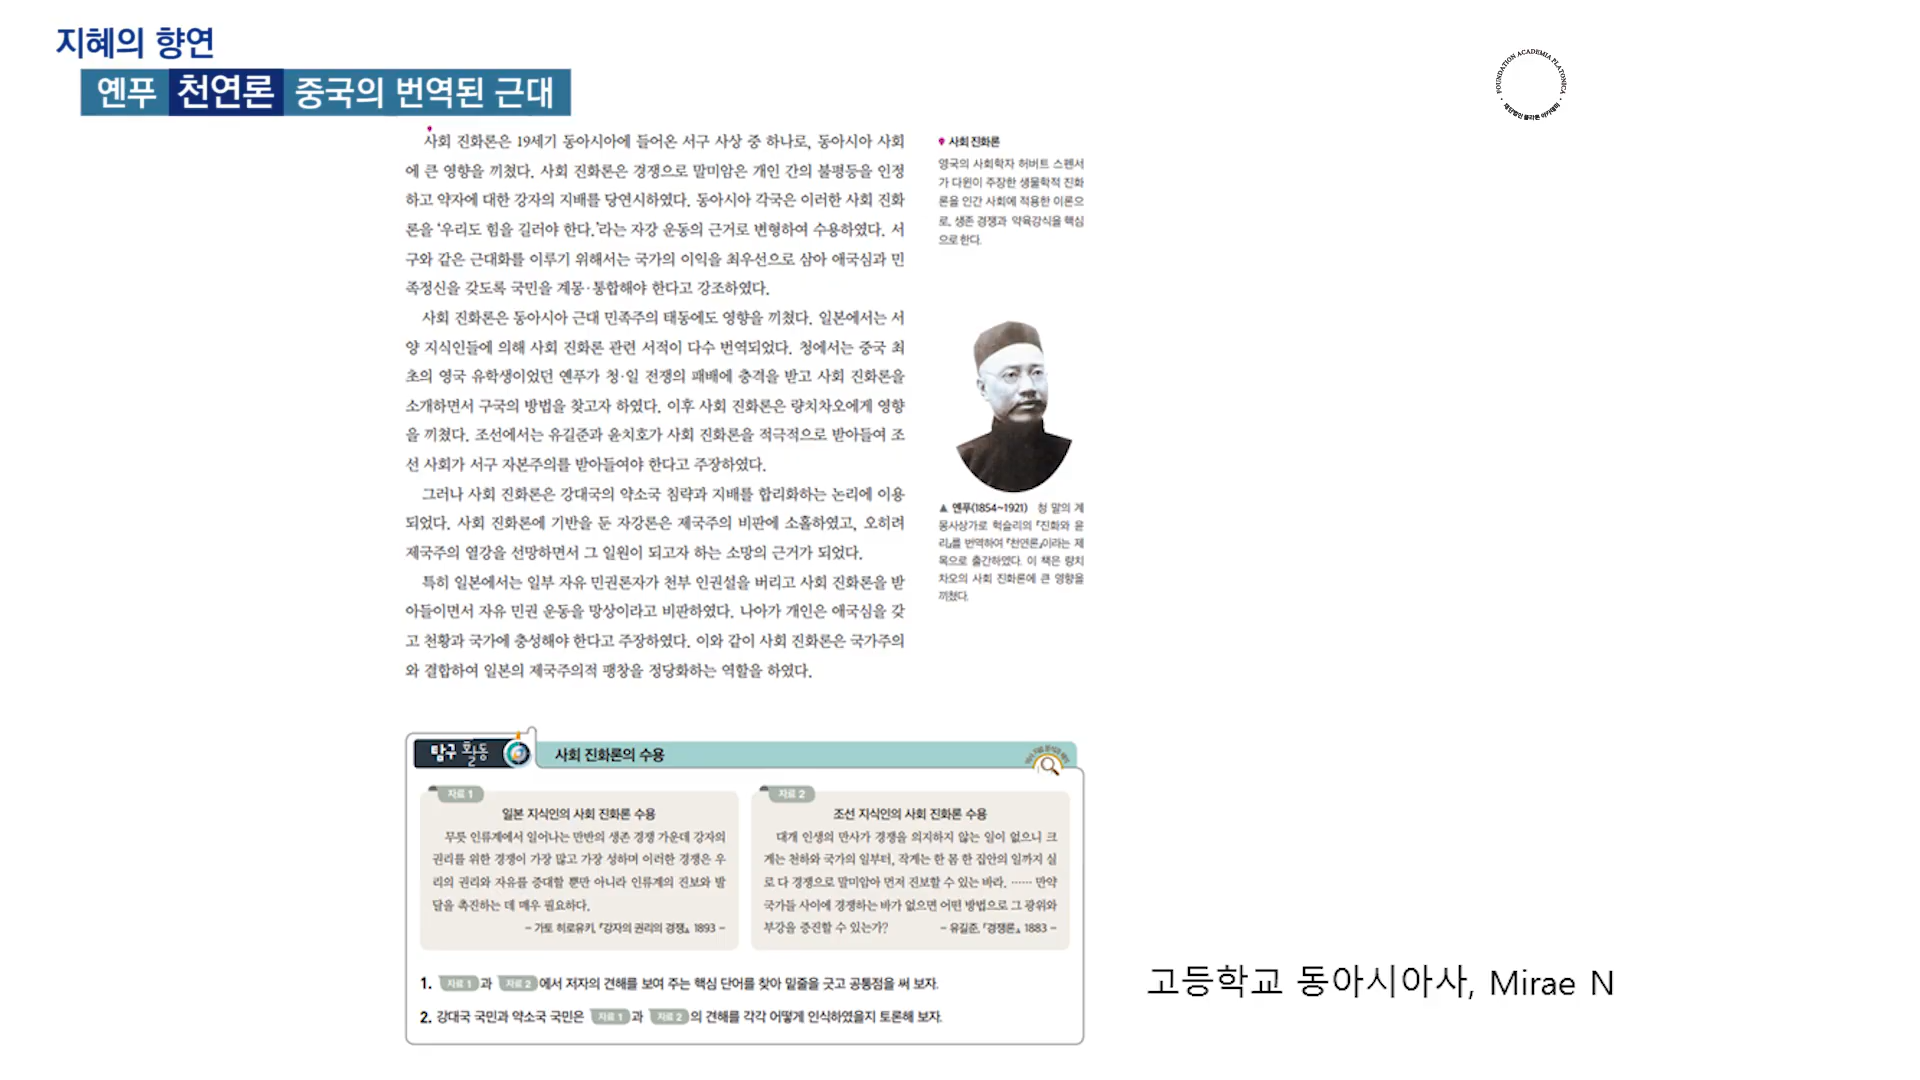 지혜의 향연
옌푸 천연론 중국의 번역된 근대
FOUNDATION ACADEMIA PLATONICA
재단법인 플라톤 아카데미
사회 진화론은 19세기 동아시아에 들어온 서구 사상 중 하나로, 동아시아 사회
에 큰 영향을 끼쳤다. 사회 진화론은 경쟁으로 말미암은 개인 간의 불평등을 인정
하고 약자에 대한 강자의 지배를 당연시하였다. 동아시아 각국은 이러한 사회 진화
론을 ‘우리도 힘을 길러야 한다.’라는 자강 운동의 근거로 변형하여 수용하였다. 서
구와 같은 근대화를 이루기 위해서는 국가의 이익을 최우선으로 삼아 애국심과 민
족정신을 갖도록 국민을 계몽·통합해야 한다고 강조하였다.
사회 진화론은 동아시아 근대 민족주의 태동에도 영향을 끼쳤다. 일본에서는 서
양 지식인들에 의해 사회 진화론 관련 서적이 다수 번역되었다. 청에서는 중국 최
초의 영국 유학생이었던 옌푸가 청·일 전쟁의 패배에 충격을 받고 사회 진화론을
소개하면서 구국의 방법을 찾고자 하였다. 이후 사회 진화론은 량치차오에게 영향
을 끼쳤다. 조선에서는 유길준과 윤치호가 사회 진화론을 적극적으로 받아들여 조
선 사회가 서구 자본주의를 받아들여야 한다고 주장하였다.
그러나 사회 진화론은 강대국의 약소국 침략과 지배를 합리화하는 논리에 이용
되었다. 사회 진화론에 기반을 둔 자강론은 제국주의 비판에 소홀하였고, 오히려
제국주의 열강을 선망하면서 그 일원이 되고자 하는 소망의 근거가 되었다.
특히 일본에서는 일부 자유 민권론자가 천부 인권설을 버리고 사회 진화론을 받
아들이면서 자유 민권 운동을 망상이라고 비판하였다. 나아가 개인은 애국심을 갖
고 천황과 국가에 충성해야 한다고 주장하였다. 이와 같이 사회 진화론은 국가주의
와 결합하여 일본의 제국주의적 팽창을 정당화하는 역할을 하였다.
사회 진화론
영국의 사회학자 허버트 스펜서
가 다윈이 주장한 생물학적 진화
론을 인간 사회에 적용한 이론으
로, 생존 경쟁과 약육강식을 핵심
으로 한다.
▲ 옌푸(1854~1921) 청 말의 계
몽사상가로 헉슬리의 『진화와 윤
리』를 번역하여 『천연론』이라는 제
목으로 출간하였다. 이 책은 량치
차오의 사회 진화론에 큰 영향을
끼쳤다.
탐구 활동 사회 진화론의 수용
자료 1
일본 지식인의 사회 진화론 수용
무릇 인류계에서 일어나는 만반의 생존 경쟁 가운데 강자의
권리를 위한 경쟁이 가장 많고 가장 성하며 이러한 경쟁은 우
리의 권리와 자유를 증대할 뿐만 아니라 인류계의 진보와 발
달을 촉진하는 데 매우 필요하다.
- 가토 히로유키, 『강자의 권리의 경쟁』, 1893 -
자료 2
조선 지식인의 사회 진화론 수용
대개 인생의 만사가 경쟁을 의지하지 않는 일이 없으니 크
게는 천하와 국가의 일부터, 작게는 한 몸 한 집안의 일까지 실
로 다 경쟁으로 말미암아 먼저 진보할 수 있는 바라. …… 만약
국가들 사이에 경쟁하는 바가 없으면 어떤 방법으로 그 광위와
부강을 증진할 수 있는가? - 유길준, 『경쟁론』, 1883 -
1. 자료 1 과 자료 2 에서 저자의 견해를 보여 주는 핵심 단어를 찾아 밑줄을 긋고 공통점을 써 보자.
2. 강대국 국민과 약소국 국민은 자료 1 과 자료 2 의 견해를 각각 어떻게 인식하였을지 토론해 보자.
고등학교 동아시아사, Mirae N